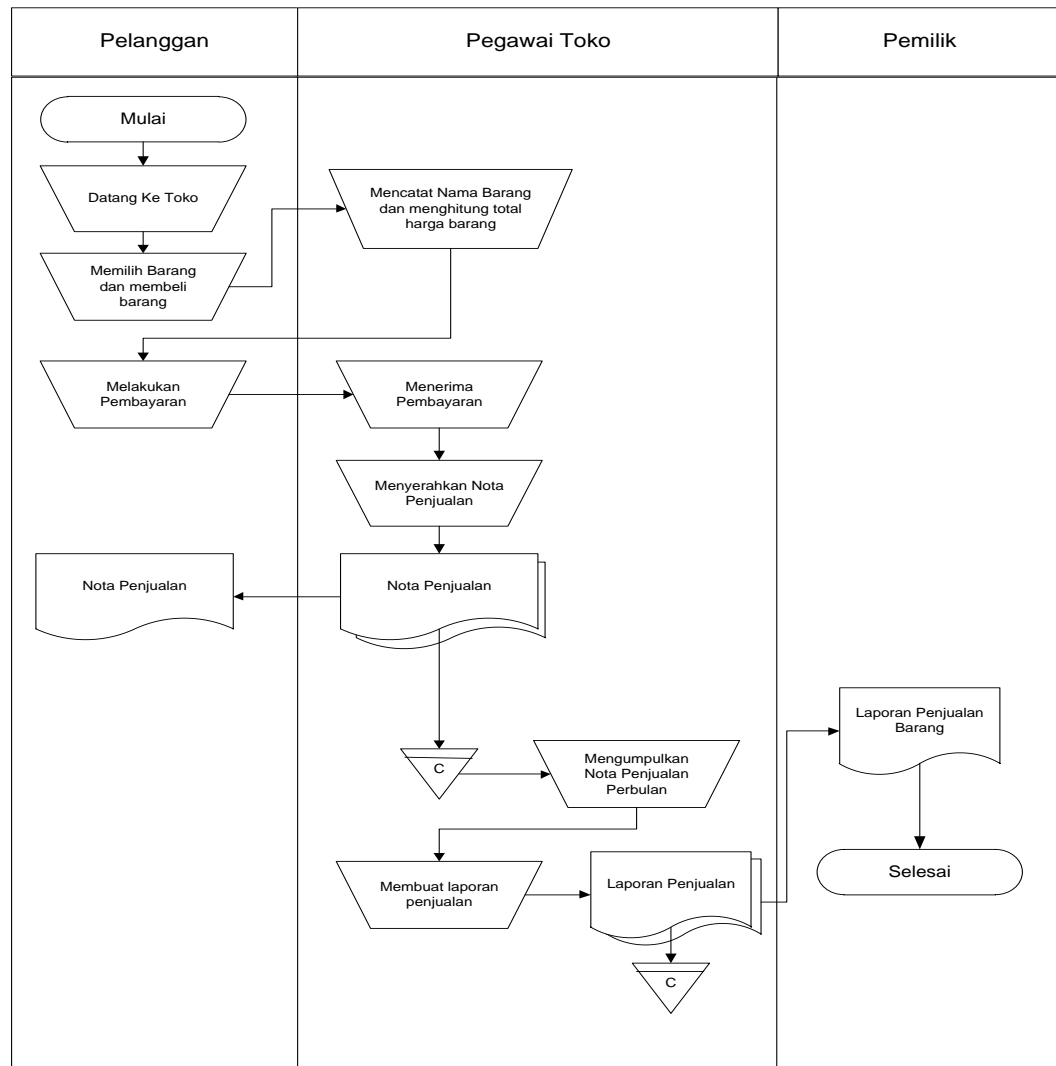 Pelanggan
Pegawai Toko
Pemilik
Mulai
Datang Ke Toko
Mencatat Nama Barang
dan menghitung total
harga barang
Memilih Barang
dan membeli
barang
Melakukan
Pembayaran
Menerima
Pembayaran
Menyerahkan Nota
Penjualan
Nota Penjualan
Nota Penjualan
Laporan Penjualan
Barang
C
Mengumpulkan
Nota Penjualan
Perbulan
Selesai
Membuat laporan
penjualan
Laporan Penjualan
C